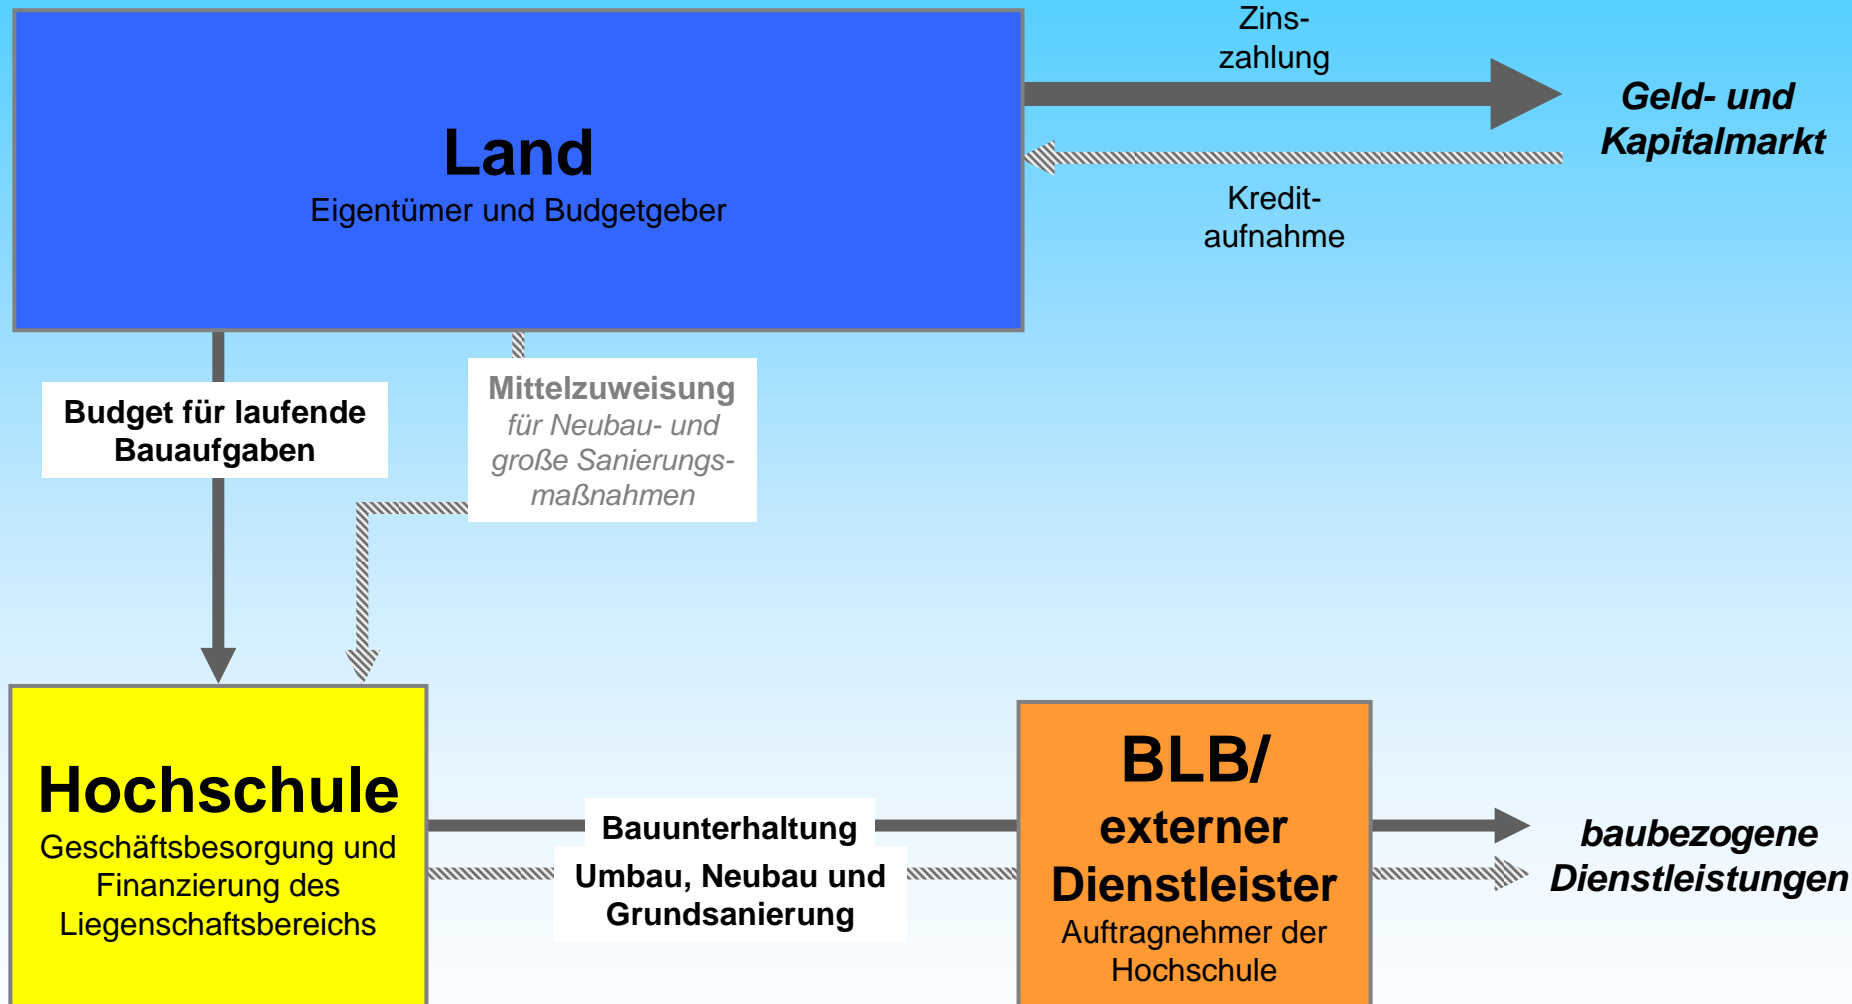 Zins-
zahlung
Geld- und
Kapitalmarkt
Land
Eigentümer und Budgetgeber
Kredit-
aufnahme
Budget für laufende
Bauaufgaben
Mittelzuweisung
für Neubau- und
große Sanierungs-
maßnahmen
Hochschule
Geschäftsbesorgung und
Finanzierung des
Liegenschaftsbereichs
Bauunterhaltung
Umbau, Neubau und
Grundsanierung
BLB/
externer
Dienstleister
Auftragnehmer der
Hochschule
baubezogene
Dienstleistungen